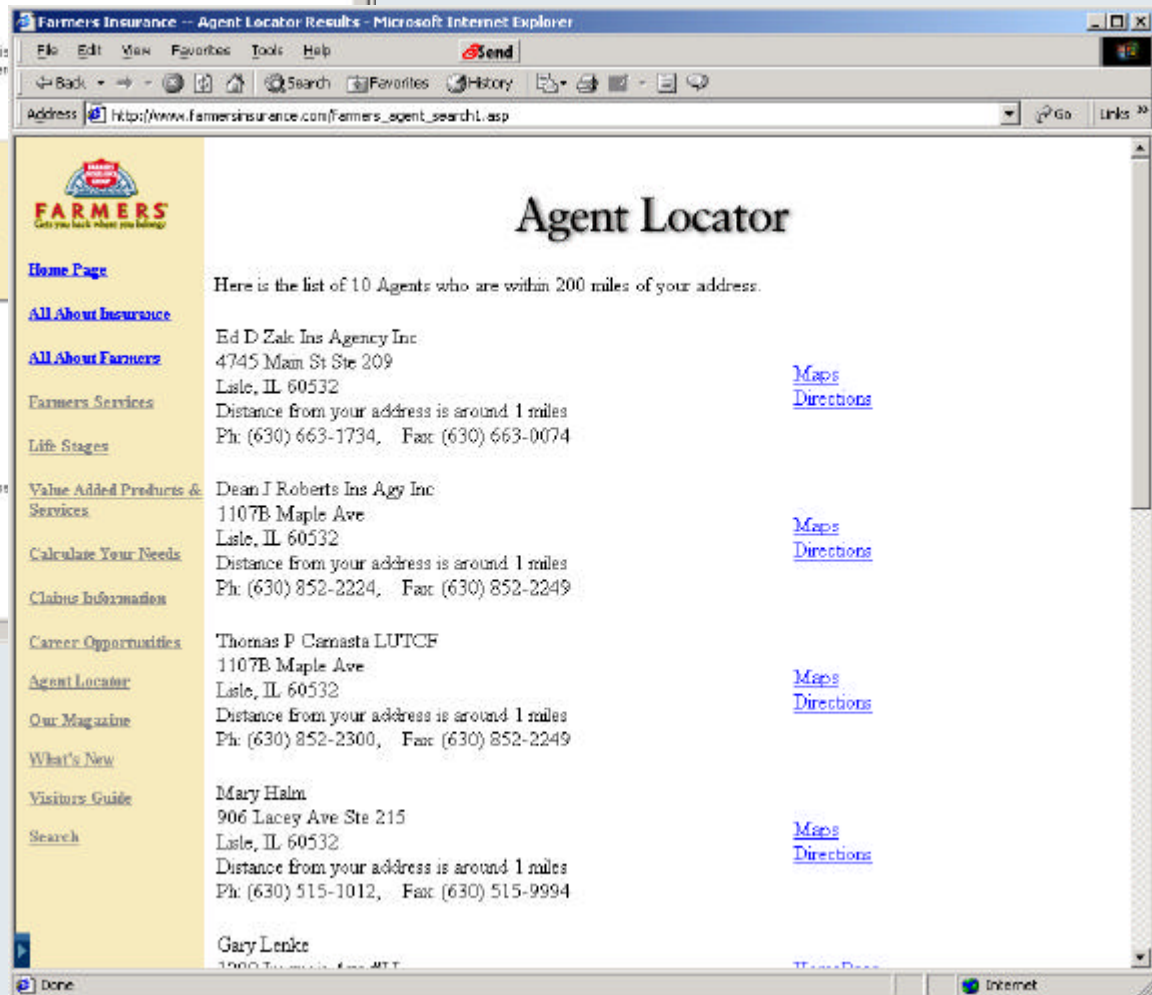 Farmers Insurance -- Agent Locator Results - Microsoft Internet Explorer
File Edit View Favorites Tools Help
Send
Back Search Favorites History
Address http://www.farmersinsurance.com/farmers_agent_search1.asp Go Links »
FARMERS INSURANCE GROUP
FARMERS
Gets you back where you belong
Home Page
All About Insurance
All About Farmers
Farmers Services
Life Stages
Value Added Products &
Services
Calculate Your Needs
Claims Information
Career Opportunities
Agent Locator
Our Magazine
What's New
Visitors Guide
Search
Agent Locator
Here is the list of 10 Agents who are within 200 miles of your address.
Ed D Zak Ins Agency Inc
4745 Main St Ste 209
Lisle, IL 60532
Distance from your address is around 1 miles
Ph: (630) 663-1734, Fax: (630) 663-0074
Maps
Directions
Dean J Roberts Ins Agy Inc
1107B Maple Ave
Lisle, IL 60532
Distance from your address is around 1 miles
Ph: (630) 852-2224, Fax: (630) 852-2249
Maps
Directions
Thomas P Camasta LUTCF
1107B Maple Ave
Lisle, IL 60532
Distance from your address is around 1 miles
Ph: (630) 852-2300, Fax: (630) 852-2249
Maps
Directions
Mary Halm
906 Lacey Ave Ste 215
Lisle, IL 60532
Distance from your address is around 1 miles
Ph: (630) 515-1012, Fax: (630) 515-9994
Maps
Directions
Gary Lenke
HomePage
Done
Internet